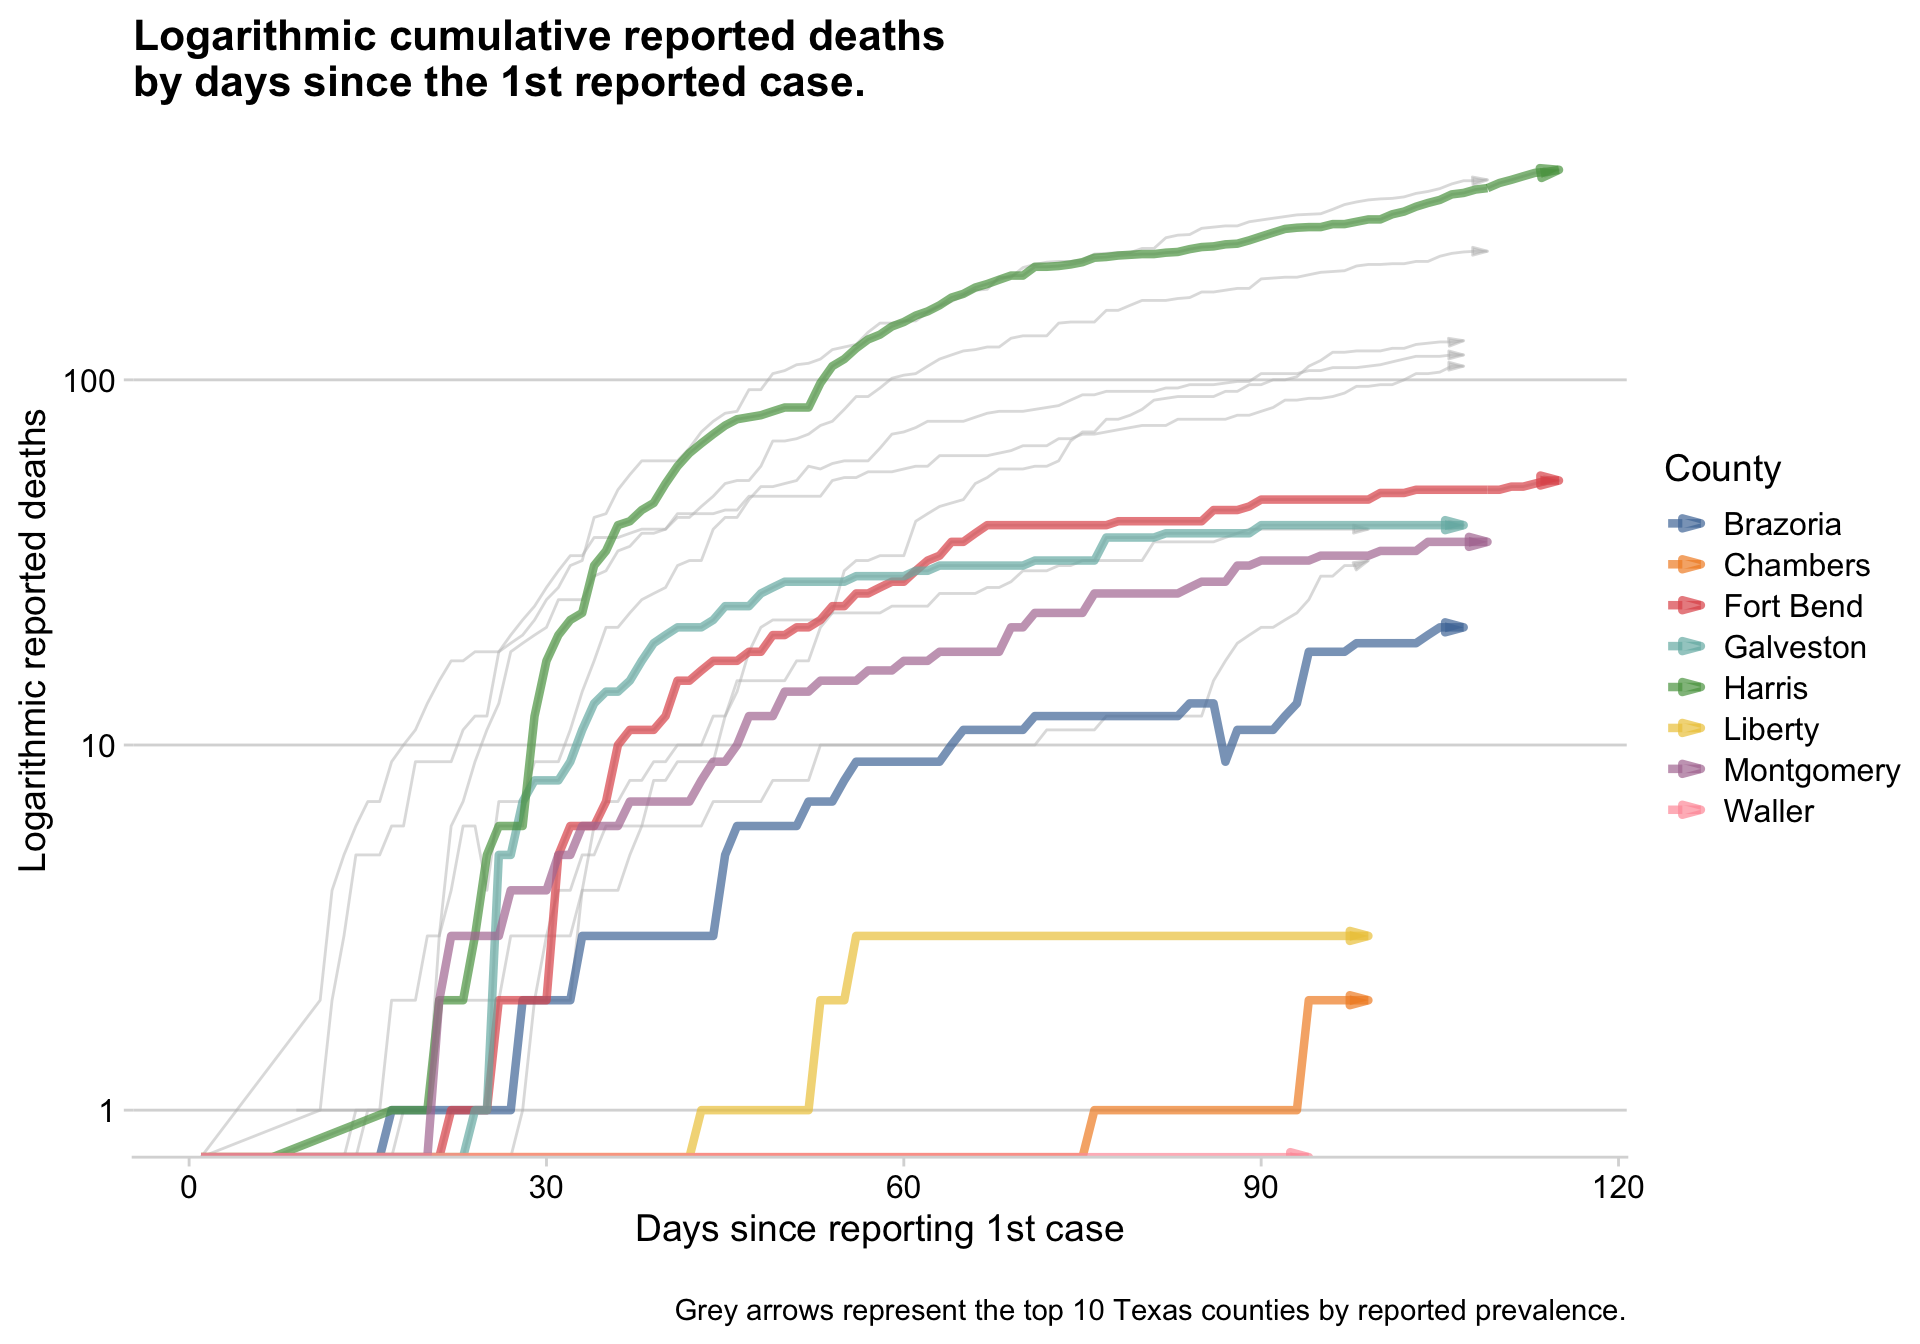 Logarithmic cumulative reported deaths
by days since the 1st reported case.
Logarithmic reported deaths
100
10
1
0
30
60
90
120
Days since reporting 1st case
County
Brazoria
Chambers
Fort Bend
Galveston
Harris
Liberty
Montgomery
Waller
Grey arrows represent the top 10 Texas counties by reported prevalence.